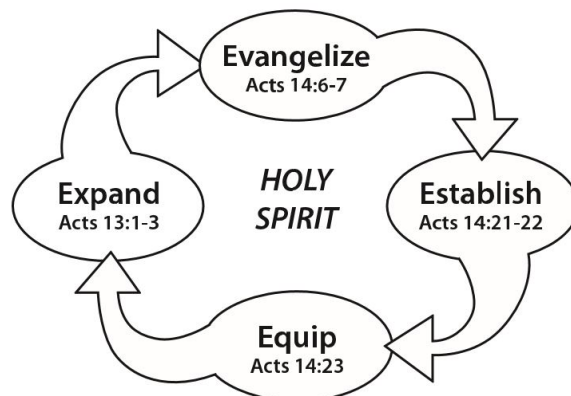 Evangelize
Acts 14:6-7
Expand
Acts 13:1-3
HOLY
SPIRIT
Establish
Acts 14:21-22
Equip
Acts 14:23